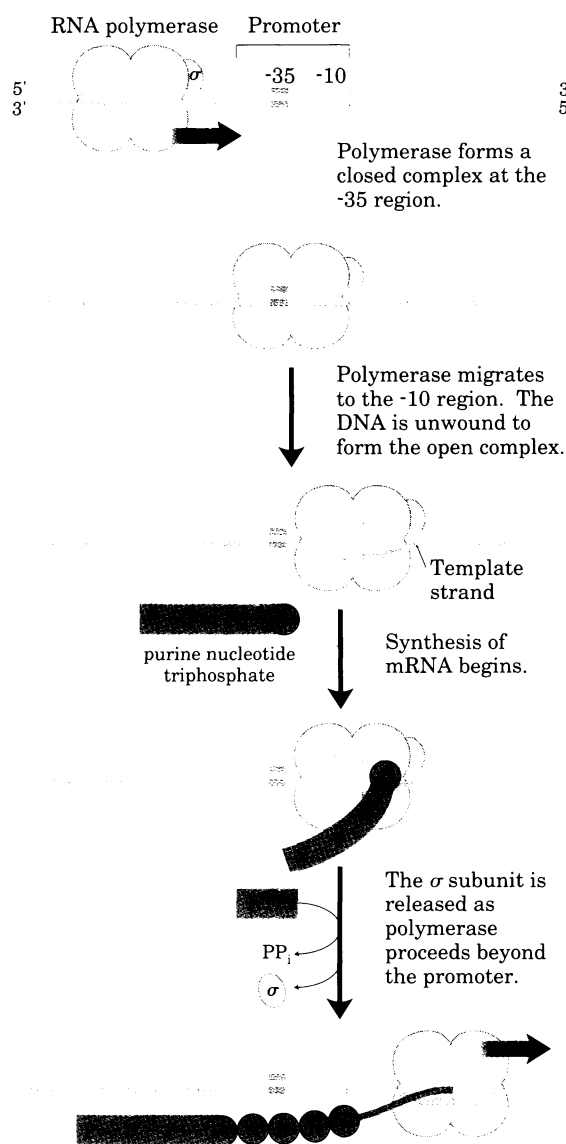 RNA polymerase
Promoter
σ
-35
-10
5'
3'
3
5
Polymerase forms a
closed complex at the
-35 region.
Polymerase migrates
to the -10 region. The
DNA is unwound to
form the open complex.
Template
strand
purine nucleotide
triphosphate
Synthesis of
mRNA begins.
The σ subunit is
released as
polymerase
proceeds beyond
the promoter.
PPi
σ